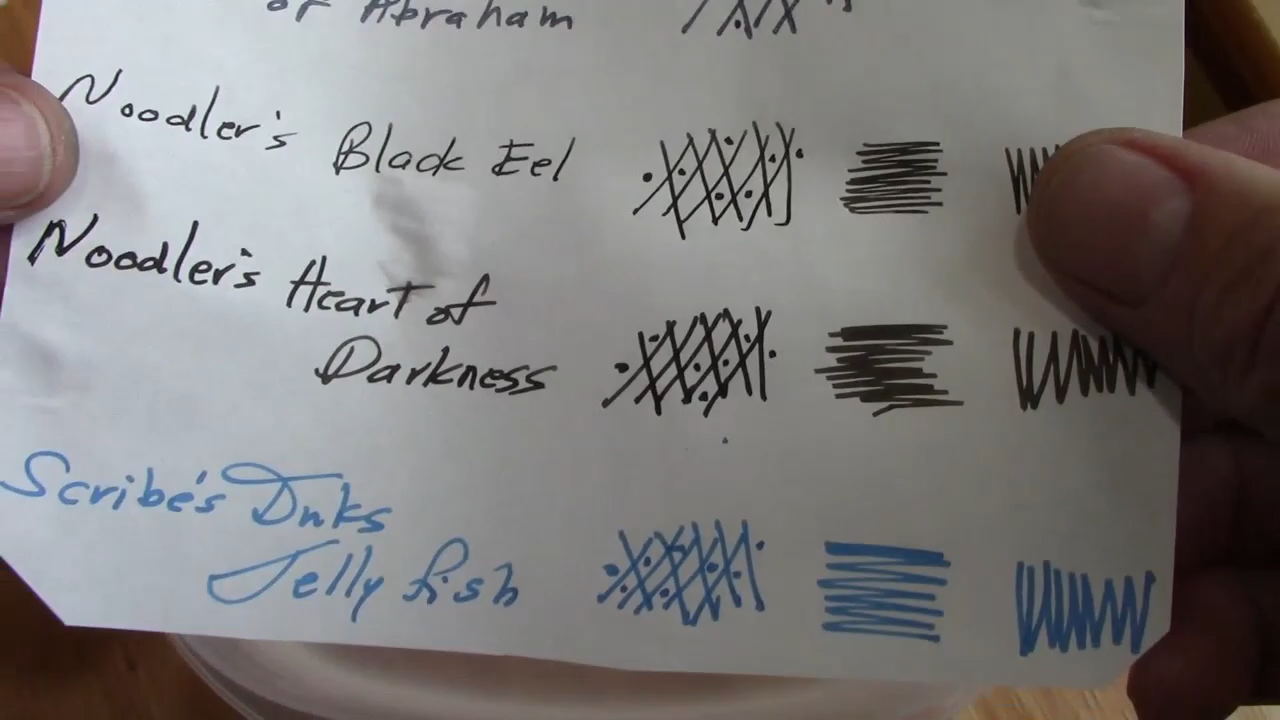 of Abraham
Noodler's Black Eel
Noodler's Heart of
Darkness
Scribe's Inks
Jelly fish